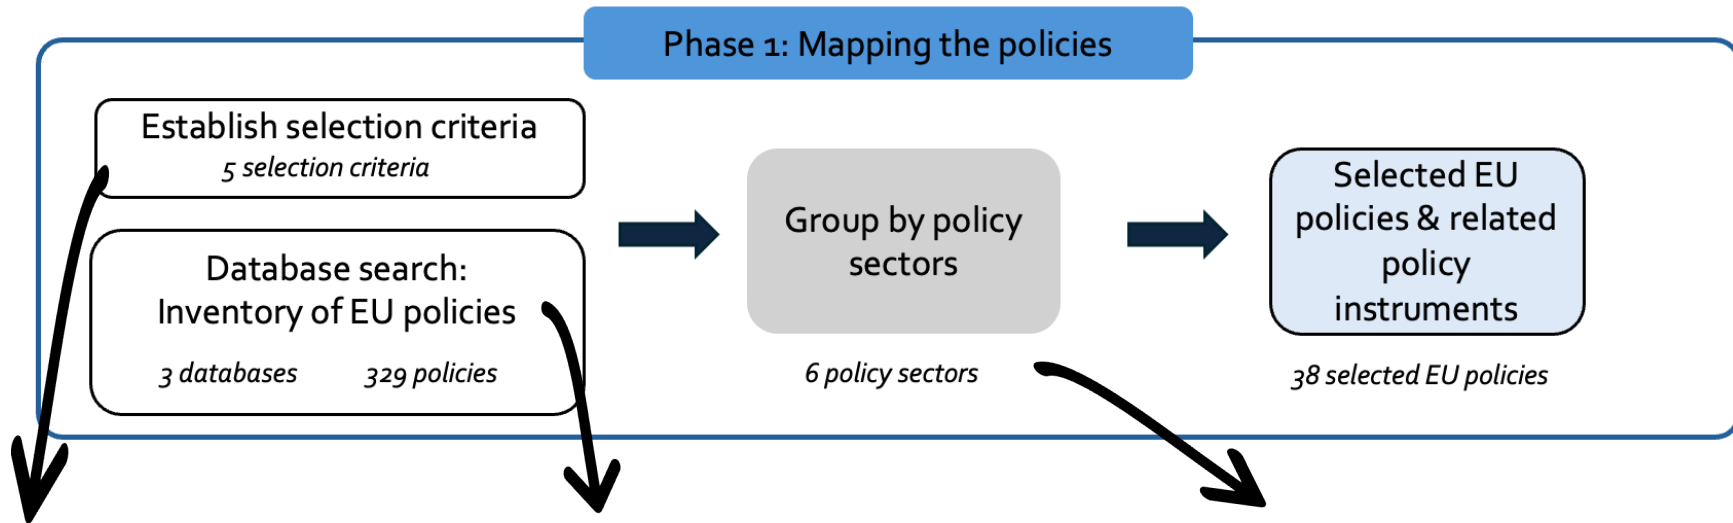 Phase 1: Mapping the policies
Establish selection criteria
5 selection criteria
Database search:
Inventory of EU policies
3 databases
329 policies
Group by policy
sectors
6 policy sectors
Selected EU
policies & related
policy
instruments
38 selected EU policies